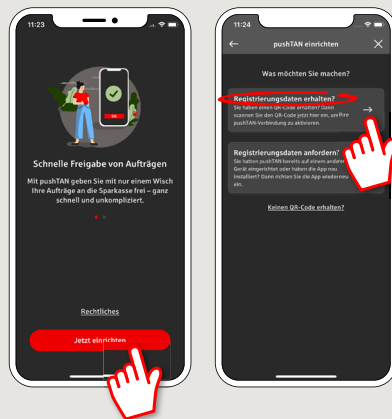 11:23
OK
Schnelle Freigabe von Aufträgen
Mit pushTAN geben Sie mit nur einem Wisch
Ihre Aufträge an die Sparkasse frei – ganz
schnell und unkompliziert.
Rechtliches
Jetzt einrichten
11:24
pushTAN einrichten
Was möchten Sie machen?
Registrierungsdaten erhalten?
Sie haben einen QR-Code erhalten? Dann
scannen Sie den QR-Code jetzt hier ein, um Ihre
pushTAN-Verbindung zu aktivieren.
Registrierungsdaten anfordern?
Sie hatten pushTAN bereits auf einem anderen
Gerät eingerichtet oder haben die App neu
installiert? Dann richten Sie die App wieder neu
ein.
Keinen QR-Code erhalten?